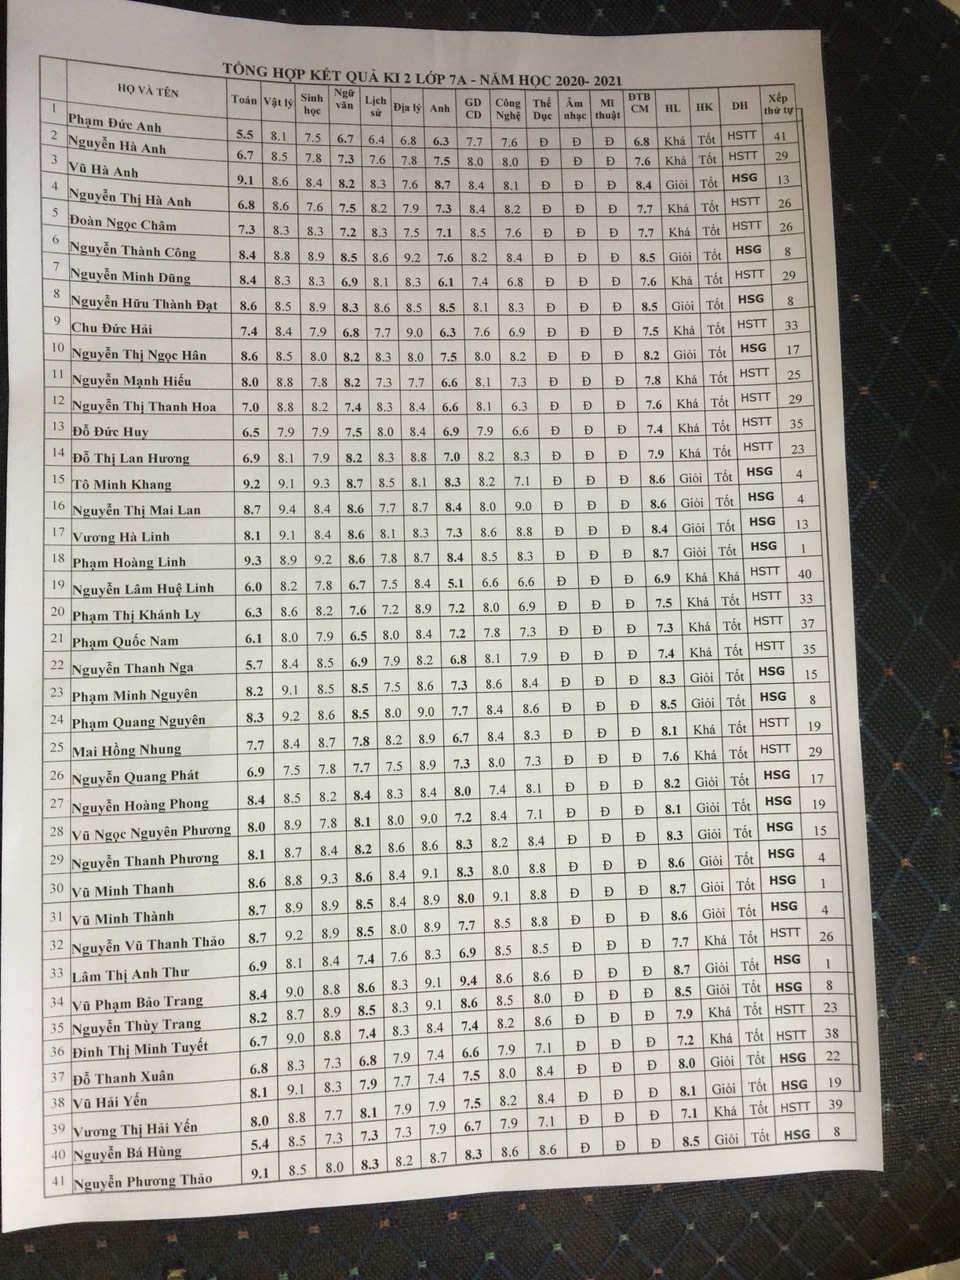 TỔNG HỢP KẾT QUẢ KI 2 LỚP 7A - NĂM HỌC 2020- 2021
HỌ VÀ TÊN Toán Vật lý Sinh học Ngữ văn Lịch sử Địa lý Anh GD CD Công Nghệ Thể Dục Âm nhạc Mĩ thuật ĐTB CM HL HK DH Xếp thứ tự
1 Phạm Đức Anh 5.5 8.1 7.5 6.7 6.4 6.8 6.3 7.7 7.6 Đ Đ Đ 6.8 Khá Tốt HSTT 41
2 Nguyễn Hà Anh 6.7 8.5 7.8 7.3 7.6 7.8 7.5 8.0 8.0 Đ Đ Đ 7.6 Khá Tốt HSTT 29
3 Vũ Hà Anh 9.1 8.6 8.4 8.2 8.3 7.6 8.7 8.4 8.1 Đ Đ Đ 8.4 Giỏi Tốt HSG 13
4 Nguyễn Thị Hà Anh 6.8 8.6 7.6 7.5 8.2 7.9 7.3 8.4 8.2 Đ Đ Đ 7.7 Khá Tốt HSTT 26
5 Đoàn Ngọc Châm 7.3 8.3 8.3 7.2 8.3 7.5 7.1 8.5 7.6 Đ Đ Đ 7.7 Khá Tốt HSTT 26
6 Nguyễn Thành Công 8.4 8.8 8.9 8.5 8.6 9.2 7.6 8.2 8.4 Đ Đ Đ 8.5 Giỏi Tốt HSG 8
7 Nguyễn Minh Dũng 8.4 8.3 8.3 6.9 8.1 8.3 6.1 7.4 6.8 Đ Đ Đ 7.6 Khá Tốt HSTT 29
8 Nguyễn Hữu Thành Đạt 8.6 8.5 8.9 8.3 8.6 8.5 8.5 8.1 8.3 Đ Đ Đ 8.5 Giỏi Tốt HSG 8
9 Chu Đức Hải 7.4 8.4 7.9 6.8 7.7 9.0 6.3 7.6 6.9 Đ Đ Đ 7.5 Khá Tốt HSTT 33
10 Nguyễn Thị Ngọc Hân 8.6 8.5 8.0 8.2 8.3 8.0 7.5 8.0 8.2 Đ Đ Đ 8.2 Giỏi Tốt HSG 17
11 Nguyễn Mạnh Hiếu 8.0 8.8 7.8 8.2 7.3 7.7 6.6 8.1 7.3 Đ Đ Đ 7.8 Khá Tốt HSTT 25
12 Nguyễn Thị Thanh Hoa 7.0 8.8 8.2 7.4 8.3 8.4 6.6 8.1 6.3 Đ Đ Đ 7.6 Khá Tốt HSTT 29
13 Đỗ Đức Huy 6.5 7.9 7.9 7.5 8.0 8.4 6.9 7.9 6.6 Đ Đ Đ 7.4 Khá Tốt HSTT 35
14 Đỗ Thị Lan Hương 6.9 8.1 7.9 8.2 8.3 8.8 7.0 8.2 8.3 Đ Đ Đ 7.9 Khá Tốt HSTT 23
15 Tô Minh Khang 9.2 9.1 9.3 8.7 8.5 8.1 8.3 8.2 7.1 Đ Đ Đ 8.6 Giỏi Tốt HSG 4
16 Nguyễn Thị Mai Lan 8.7 9.4 8.4 8.6 7.7 8.7 8.4 8.0 9.0 Đ Đ Đ 8.6 Giỏi Tốt HSG 4
17 Vương Hà Linh 8.1 9.1 8.4 8.6 8.1 8.3 7.3 8.6 8.8 Đ Đ Đ 8.4 Giỏi Tốt HSG 13
18 Phạm Hoàng Linh 9.3 8.9 9.2 8.6 7.8 8.7 8.4 8.5 8.3 Đ Đ Đ 8.7 Giỏi Tốt HSG 1
19 Nguyễn Lâm Huệ Linh 6.0 8.2 7.8 6.7 7.5 8.4 5.1 6.6 6.6 Đ Đ Đ 6.9 Khá Khá HSTT 40
20 Phạm Thị Khánh Ly 6.3 8.6 8.2 7.6 7.2 8.9 7.2 8.0 6.9 Đ Đ Đ 7.5 Khá Tốt HSTT 33
21 Phạm Quốc Nam 6.1 8.0 7.9 6.5 8.0 8.4 7.2 7.8 7.3 Đ Đ Đ 7.3 Khá Tốt HSTT 37
22 Nguyễn Thanh Nga 5.7 8.4 8.5 6.9 7.9 8.2 6.8 8.1 7.9 Đ Đ Đ 7.4 Khá Tốt HSTT 35
23 Phạm Minh Nguyên 8.2 9.1 8.5 8.5 7.5 8.6 7.3 8.6 8.4 Đ Đ Đ 8.3 Giỏi Tốt HSG 15
24 Phạm Quang Nguyên 8.3 9.2 8.6 8.5 8.0 9.0 7.7 8.4 8.6 Đ Đ Đ 8.5 Giỏi Tốt HSG 8
25 Mai Hồng Nhung 7.7 8.4 8.7 7.8 8.2 8.9 6.7 8.4 8.3 Đ Đ Đ 8.1 Khá Tốt HSTT 19
26 Nguyễn Quang Phát 6.9 7.5 7.8 7.7 7.5 8.9 7.3 8.0 7.3 Đ Đ Đ 7.6 Khá Tốt HSTT 29
27 Nguyễn Hoàng Phong 8.4 8.5 8.2 8.4 8.3 8.4 8.0 7.4 8.1 Đ Đ Đ 8.2 Giỏi Tốt HSG 17
28 Vũ Ngọc Nguyên Phương 8.0 8.9 7.8 8.1 8.0 9.0 7.2 8.4 7.1 Đ Đ Đ 8.1 Giỏi Tốt HSG 19
29 Nguyễn Thanh Phương 8.1 8.7 8.4 8.2 8.6 8.6 8.3 8.2 8.4 Đ Đ Đ 8.3 Giỏi Tốt HSG 15
30 Vũ Minh Thanh 8.6 8.8 9.3 8.6 8.4 9.1 8.3 8.0 8.8 Đ Đ Đ 8.6 Giỏi Tốt HSG 4
31 Vũ Minh Thành 8.7 8.9 8.9 8.5 8.4 8.9 8.0 9.1 8.8 Đ Đ Đ 8.7 Giỏi Tốt HSG 1
32 Nguyễn Vũ Thanh Thảo 8.7 9.2 8.9 8.5 8.0 8.9 7.7 8.5 8.8 Đ Đ Đ 8.6 Giỏi Tốt HSG 4
33 Lâm Thị Anh Thư 6.9 8.1 8.4 7.4 7.6 8.3 6.9 8.5 8.5 Đ Đ Đ 7.7 Khá Tốt HSTT 26
34 Vũ Phạm Bảo Trang 8.4 9.0 8.8 8.6 8.3 9.1 9.4 8.6 8.6 Đ Đ Đ 8.7 Giỏi Tốt HSG 1
35 Nguyễn Thùy Trang 8.2 8.7 8.9 8.5 8.3 9.1 8.6 8.5 8.0 Đ Đ Đ 8.5 Giỏi Tốt HSG 8
36 Đinh Thị Minh Tuyết 6.7 9.0 8.8 7.4 8.3 8.4 7.4 8.2 8.6 Đ Đ Đ 7.9 Khá Tốt HSTT 23
37 Đỗ Thanh Xuân 6.8 8.3 7.3 6.8 7.9 7.4 6.6 7.9 7.1 Đ Đ Đ 7.2 Khá Tốt HSTT 38
38 Vũ Hải Yến 8.1 9.1 8.3 7.9 7.7 7.4 7.5 8.0 8.4 Đ Đ Đ 8.0 Giỏi Tốt HSG 22
39 Vương Thị Hải Yến 8.0 8.8 7.7 8.1 7.9 7.9 7.5 8.2 8.4 Đ Đ Đ 8.1 Giỏi Tốt HSG 19
40 Nguyễn Bá Hùng 5.4 8.5 7.3 7.3 7.3 7.9 6.7 7.9 7.1 Đ Đ Đ 7.1 Khá Tốt HSTT 39
41 Nguyễn Phương Thảo 9.1 8.5 8.0 8.3 8.2 8.7 8.3 8.6 8.6 Đ Đ Đ 8.5 Giỏi Tốt HSG 8